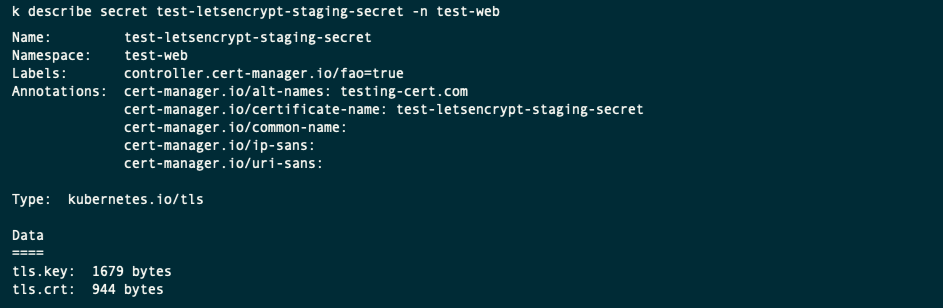 k describe secret test-letsencrypt-staging-secret -n test-web
Name:         test-letsencrypt-staging-secret
Namespace:    test-web
Labels:       controller.cert-manager.io/fao=true
Annotations:  cert-manager.io/alt-names: testing-cert.com
              cert-manager.io/certificate-name: test-letsencrypt-staging-secret
              cert-manager.io/common-name:
              cert-manager.io/ip-sans:
              cert-manager.io/uri-sans:
Type:  kubernetes.io/tls
Data
====
tls.key:  1679 bytes
tls.crt:  944 bytes